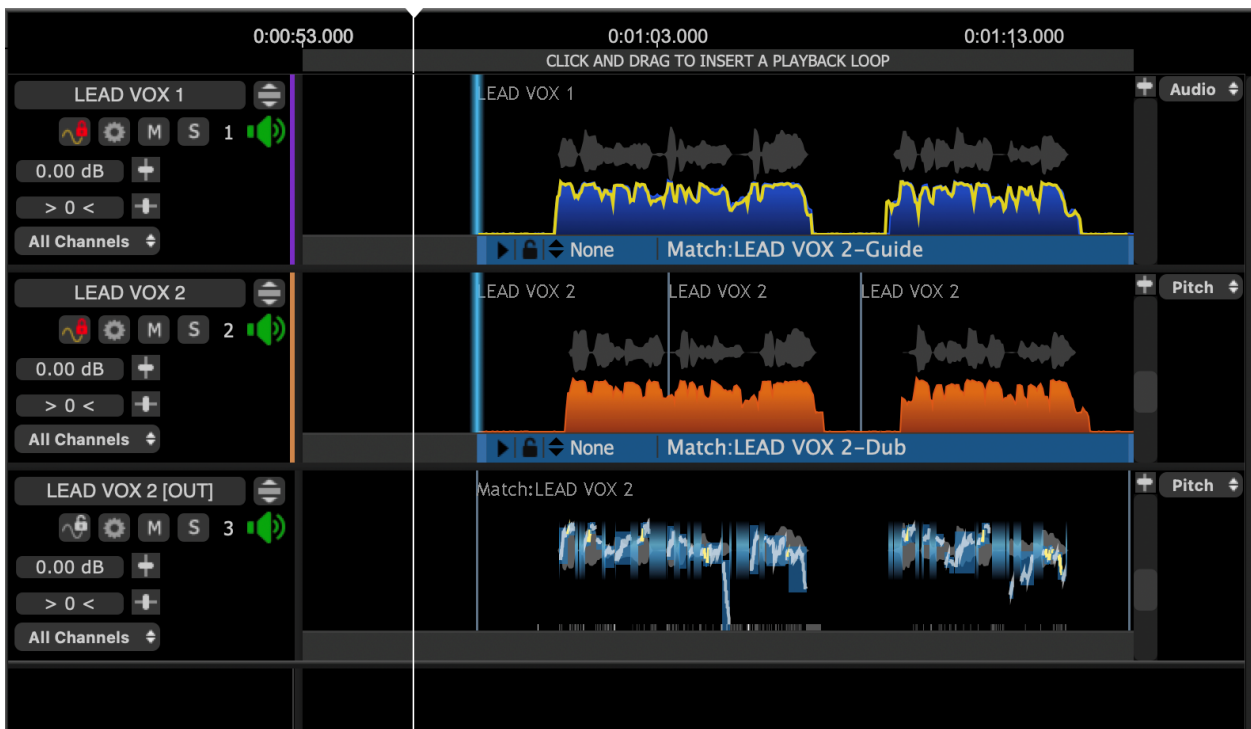 0:00:53.000 0:01:03.000 0:01:13.000
CLICK AND DRAG TO INSERT A PLAYBACK LOOP
LEAD VOX 1
M S 1
0.00 dB
> 0 <
All Channels
LEAD VOX 1
None Match:LEAD VOX 2-Guide
Audio
LEAD VOX 2
M S 2
0.00 dB
> 0 <
All Channels
LEAD VOX 2 LEAD VOX 2 LEAD VOX 2
None Match:LEAD VOX 2-Dub
Pitch
LEAD VOX 2 [OUT]
M S 3
0.00 dB
> 0 <
All Channels
Match:LEAD VOX 2
Pitch